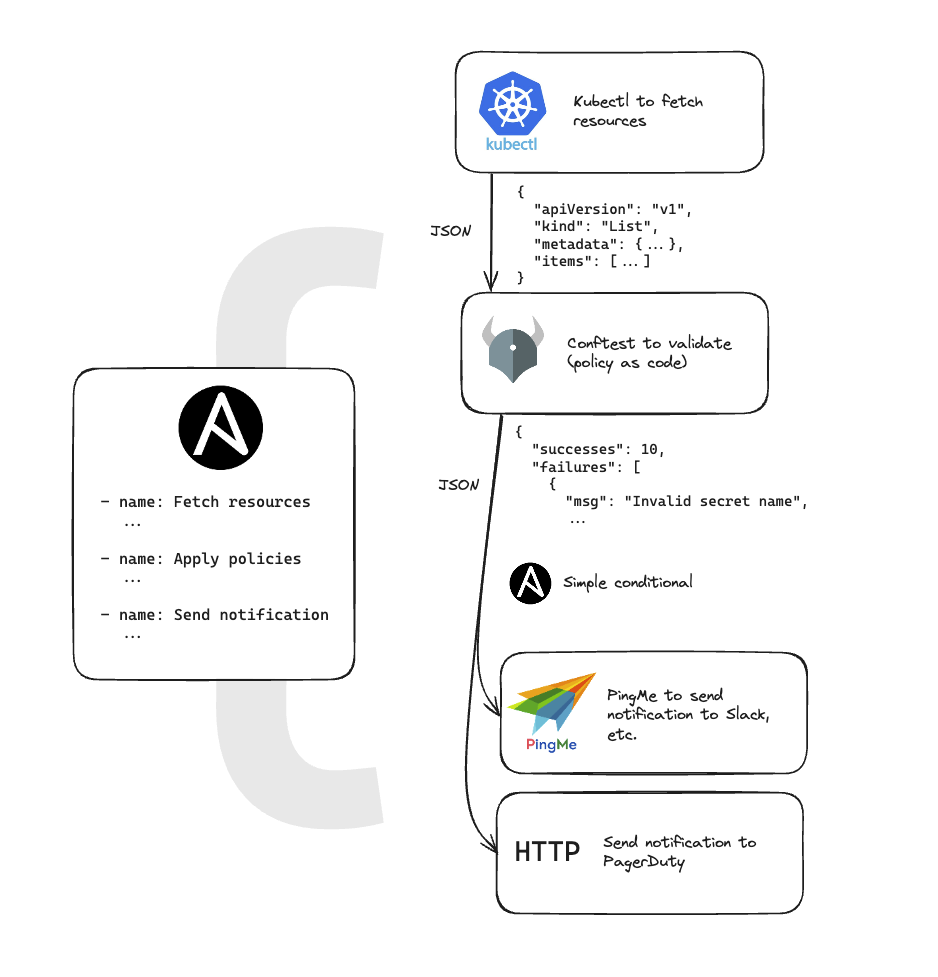 kubectl
Kubectl to fetch
resources
JSON
{
"apiVersion": "v1",
"kind": "List",
"metadata": {...},
"items": [...]
}
Conftest to validate
(policy as code)
JSON
{
"successes": 10,
"failures": [
{
"msg": "Invalid secret name",
...
- name: Fetch resources
...
- name: Apply policies
...
- name: Send notification
...
Simple conditional
PingMe
PingMe to send
notification to Slack,
etc.
HTTP
Send notification to
PagerDuty